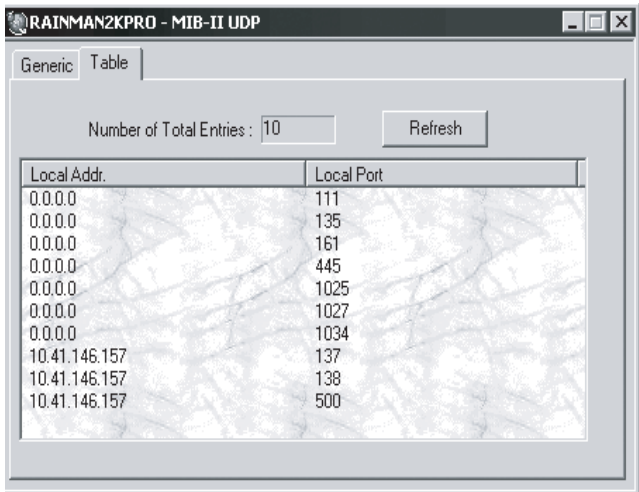 RAINMAN2KPRO - MIB-II UDP
Generic Table
Number of Total Entries : 10 Refresh
Local Addr. Local Port
0.0.0.0 111
0.0.0.0 135
0.0.0.0 161
0.0.0.0 445
0.0.0.0 1025
0.0.0.0 1027
0.0.0.0 1034
10.41.146.157 137
10.41.146.157 138
10.41.146.157 500